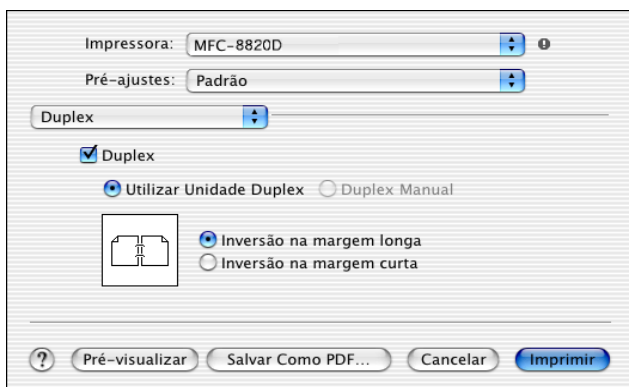 Impressora: MFC-8820D
Pré-ajustes: Padrão
Duplex
Duplex
Utilizar Unidade Duplex Duplex Manual
Inversão na margem longa
Inversão na margem curta
? Pré-visualizar Salvar Como PDF... Cancelar Imprimir